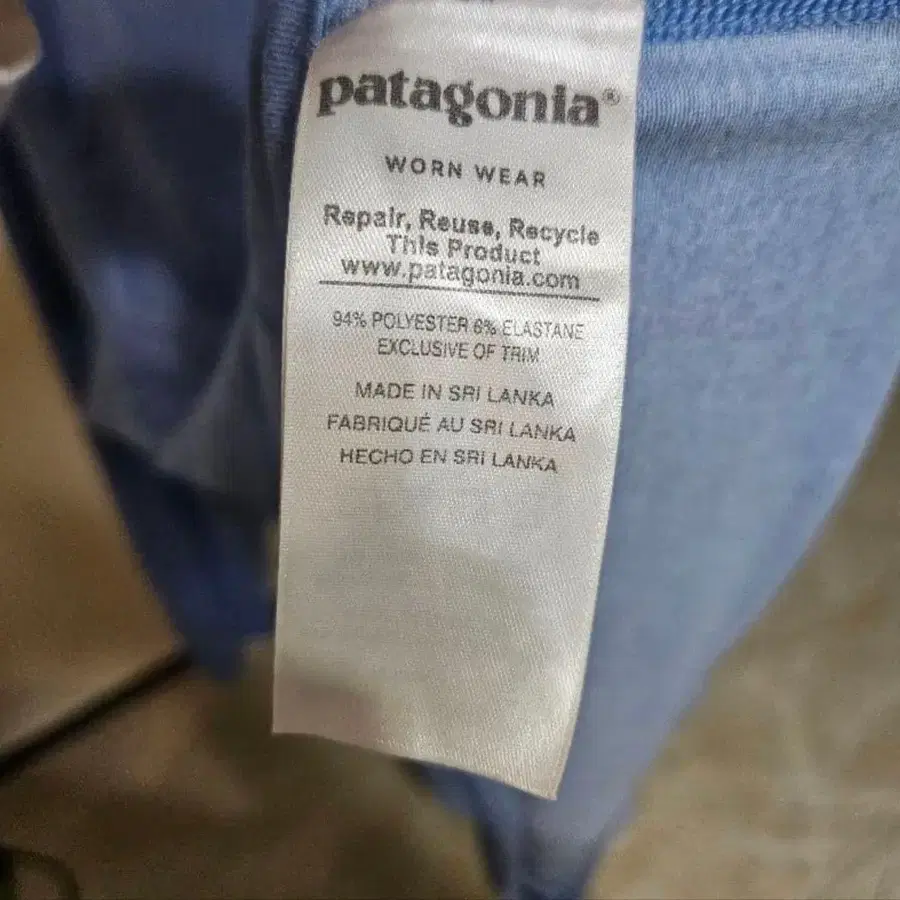 patagonia®
WORN WEAR
Repair, Reuse, Recycle
This Product
www.patagonia.com
94% POLYESTER 6% ELASTANE
EXCLUSIVE OF TRIM
MADE IN SRI LANKA
FABRIQUÉ AU SRI LANKA
HECHO EN SRI LANKA